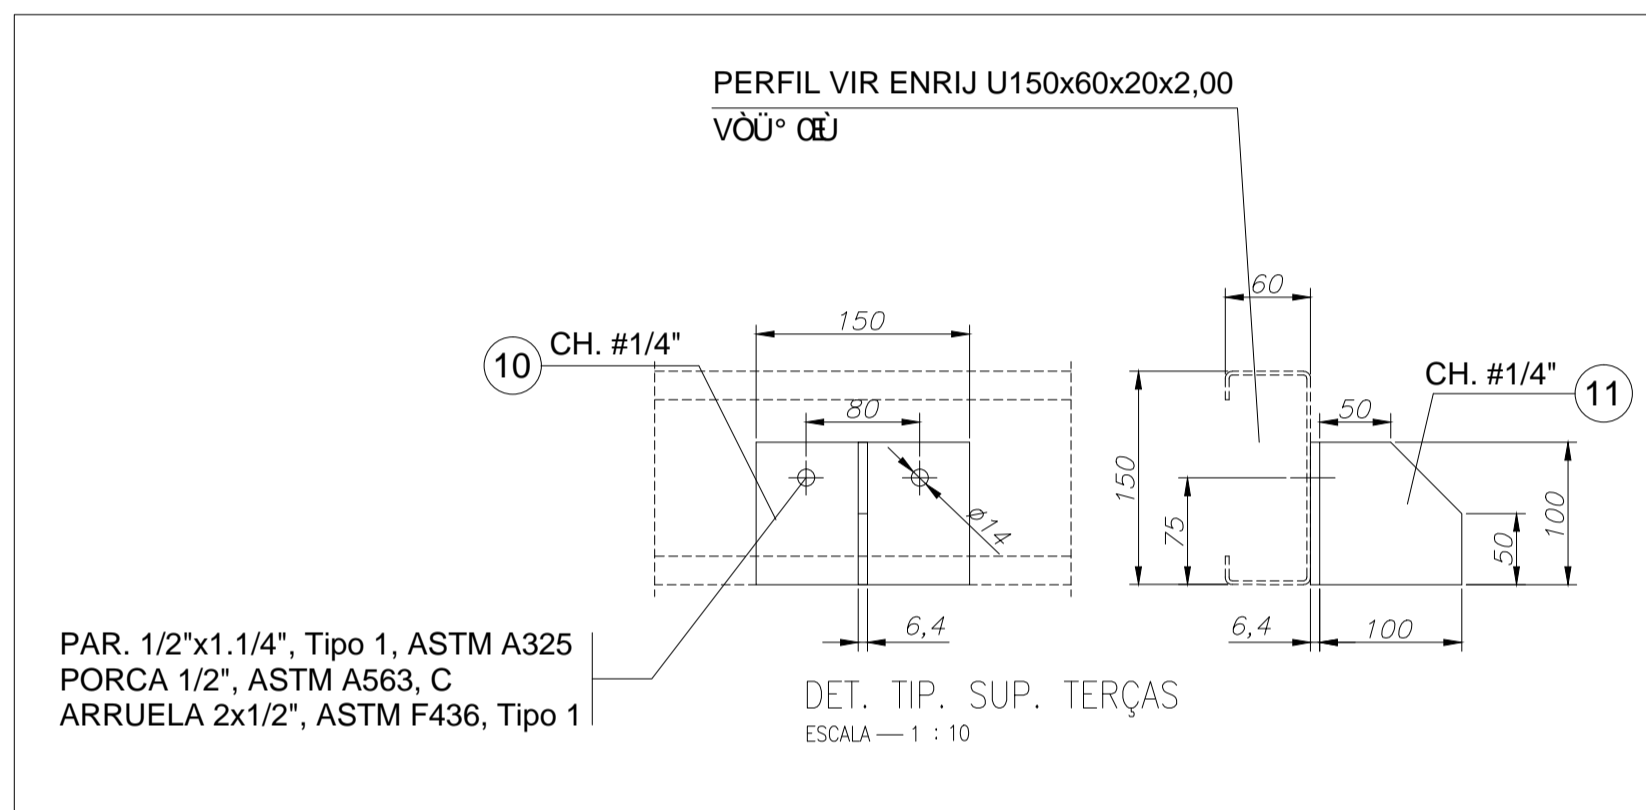 PERFIL VIR ENRIJ U150x60x20x2,00
VÒÜ° ŒÙ
60
150
10
CH. #1/4"
CH. #1/4"
11
80
50
150
75
ø14
100
50
6,4
6,4
100
PAR. 1/2"x1.1/4", Tipo 1, ASTM A325
PORCA 1/2", ASTM A563, C
ARRUELA 2x1/2", ASTM F436, Tipo 1
DET. TIP. SUP. TERÇAS
ESCALA — 1 : 10